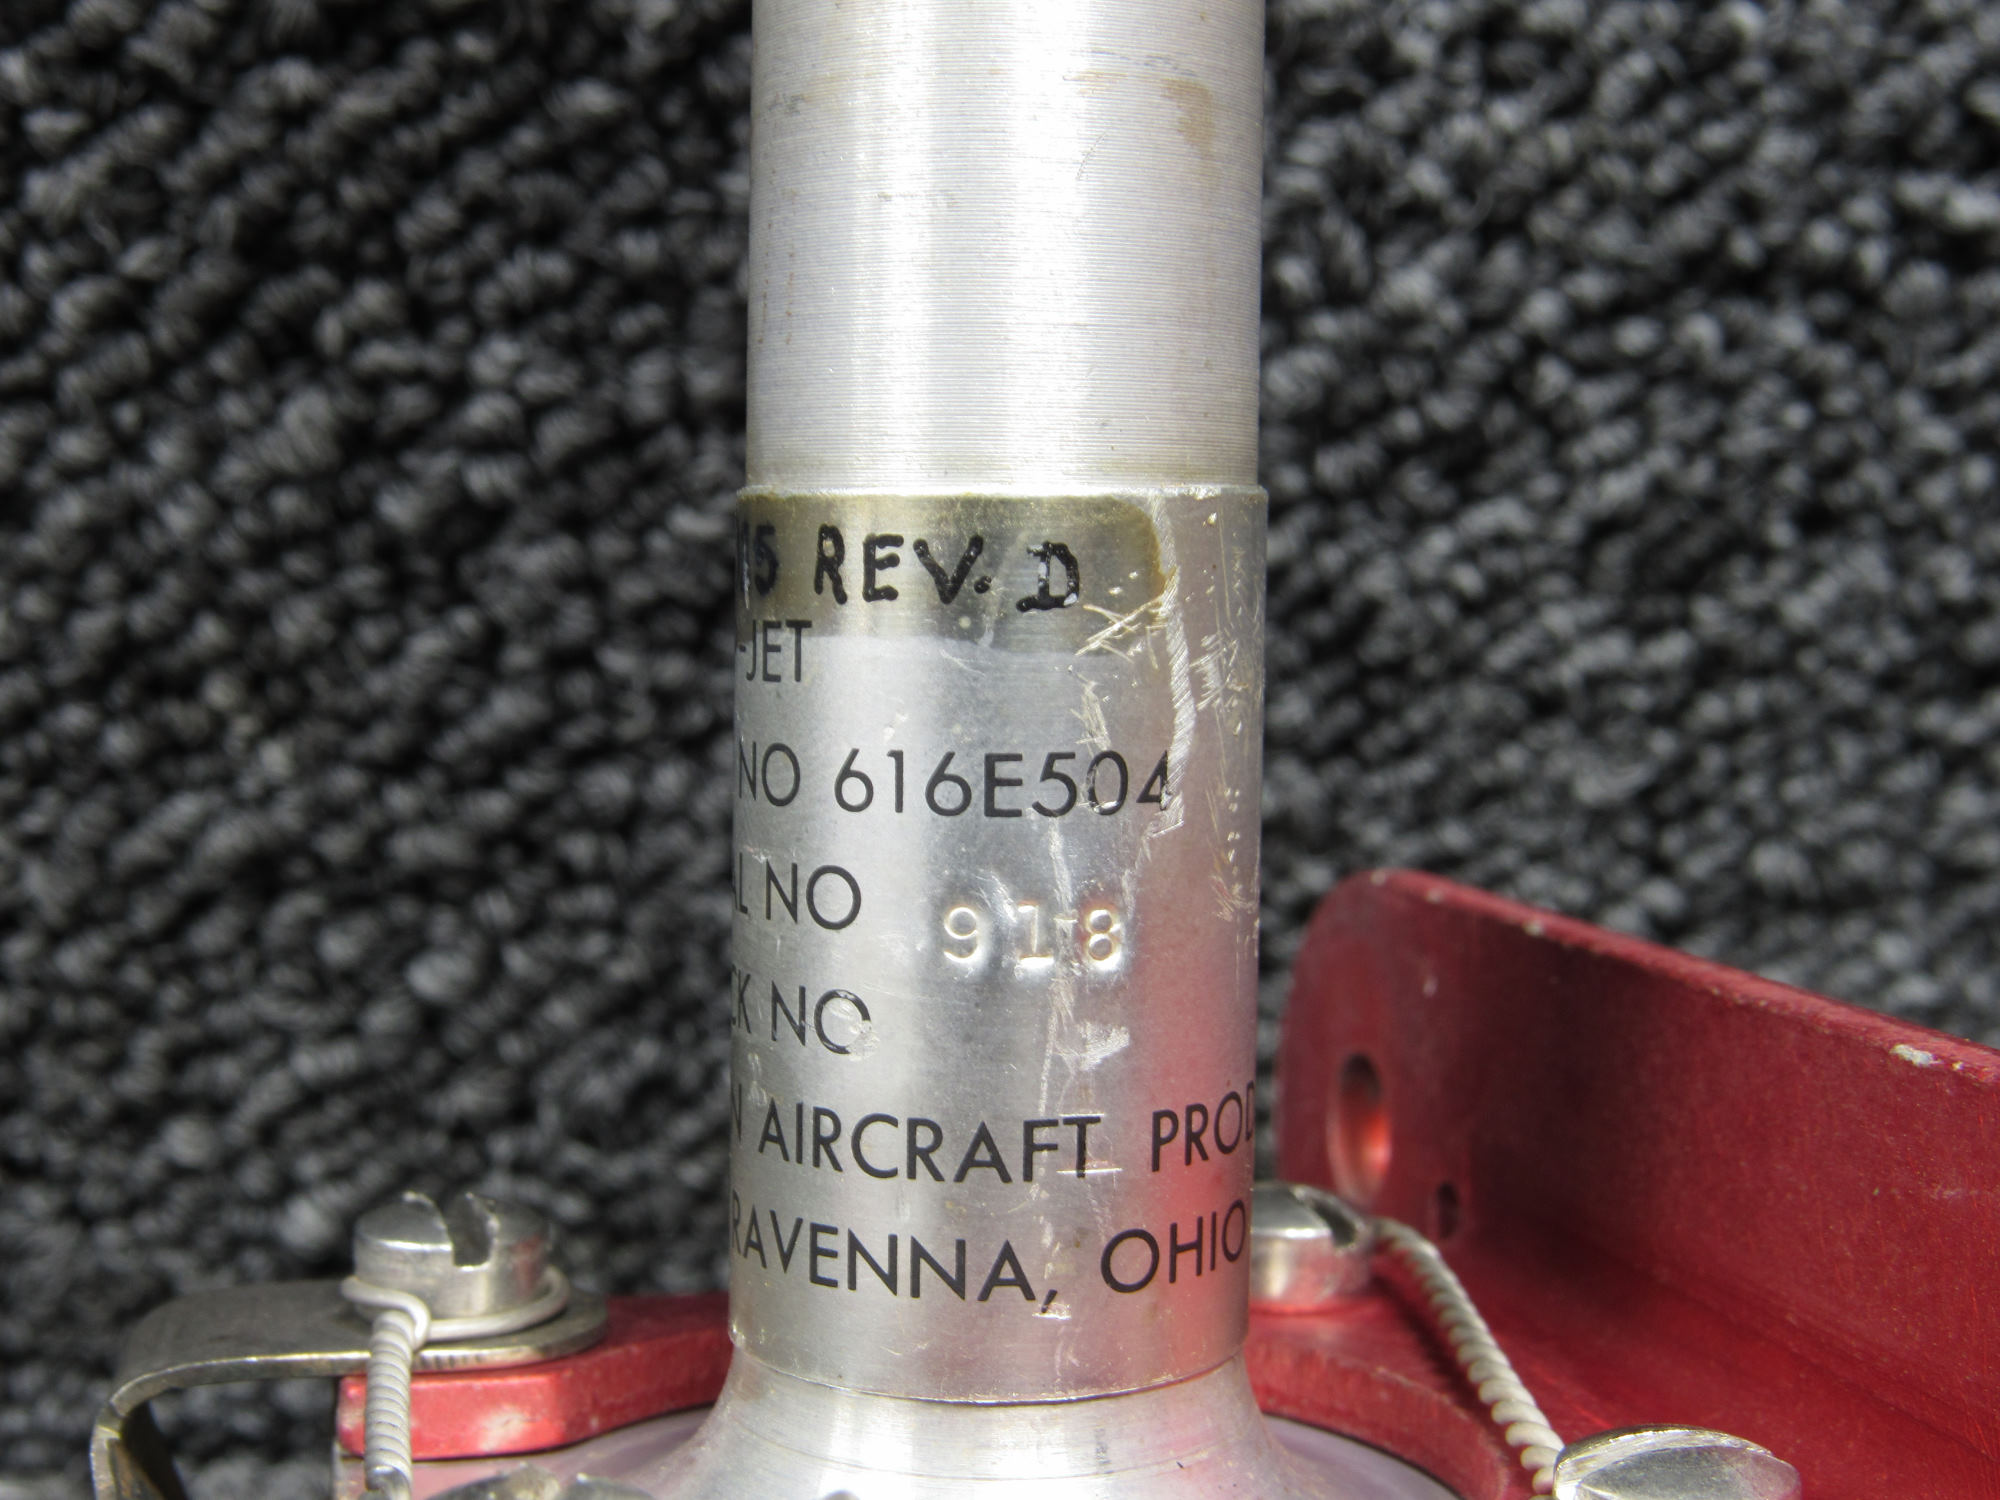 REV. D
-JET
NO 616E504
NO 918
NO
AIRCRAFT PROD
RAVENNA, OHIO